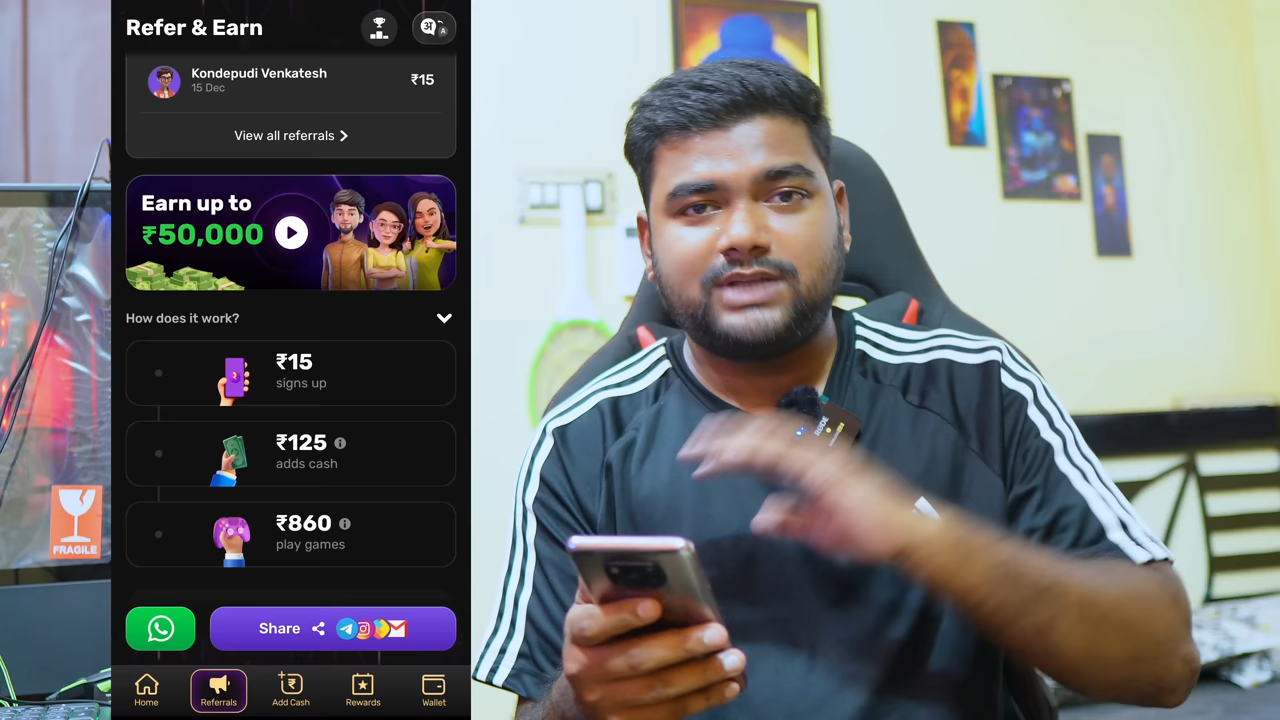 Refer & Earn
अ
A
Kondepudi Venkatesh
15 Dec
₹15
View all referrals
Earn up to
₹50,000
How does it work?
₹15
signs up
₹125
adds cash
₹860
play games
Share
Home
Referrals
Add Cash
Rewards
Wallet
FRAGILE
RØDE